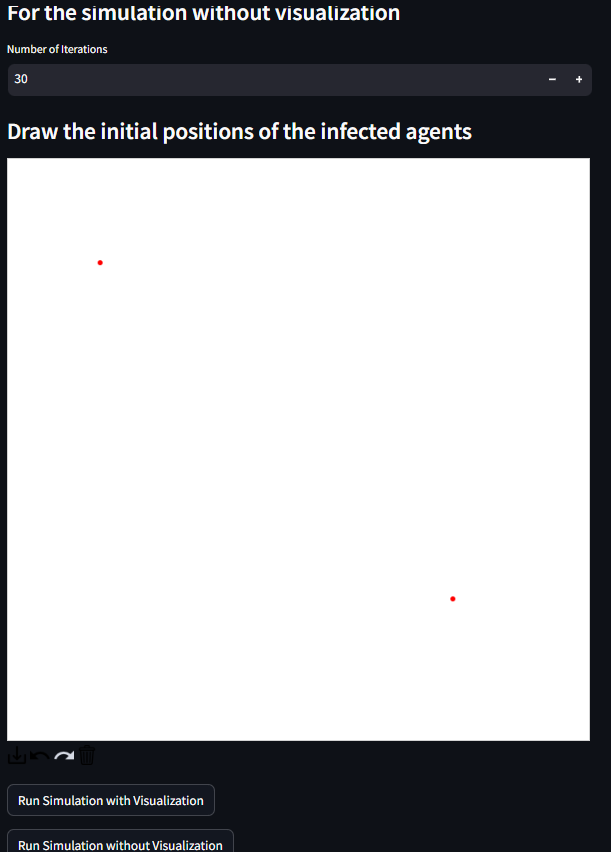 For the simulation without visualization
Number of Iterations
30
Draw the initial positions of the infected agents
Run Simulation with Visualization
Run Simulation without Visualization